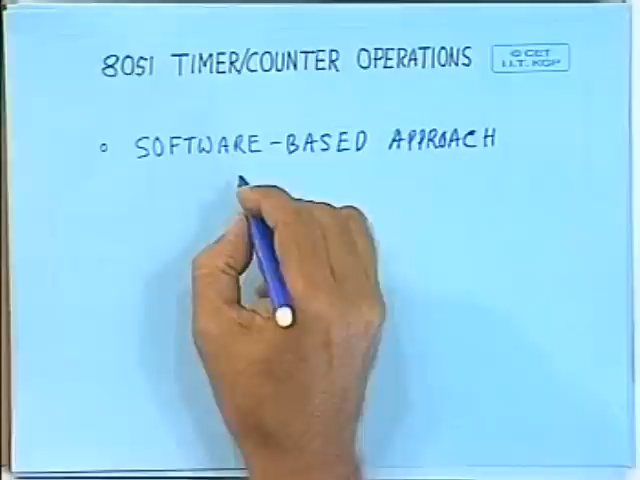 8051 TIMER/COUNTER OPERATIONS
© CET
I.I.T. KGP
○ SOFTWARE-BASED APPROACH